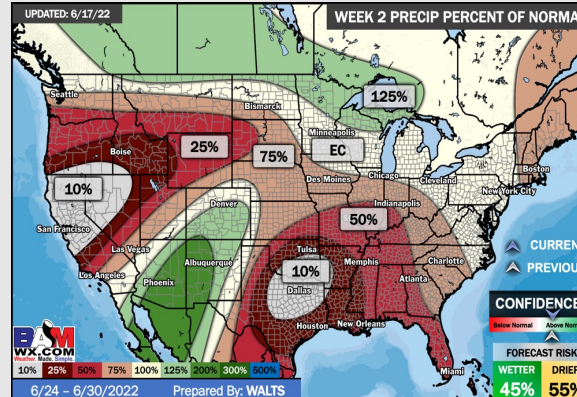 UPDATED: 6/17/22
WEEK 2 PRECIP PERCENT OF NORMA
Seattle
Bismarck
125%
Minneapolis
Boise
25%
75%
EC
Boston
Des Moines
Chicago
Cleveland
10%
New York City
Denver
Indianapolis
San Francisco
50%
Las Vegas
Tulsa
Los Angeles
Albuquerque
Memphis
Charlotte
10%
Phoenix
Dallas
Atlanta
Houston
New Orleans
Miami
CURREN
PREVIOU
CONFIDENCE
Below Normal
Above Norm
FORECAST RISK
WETTER
DRIE
45%
55%
BAM
WX.COM
Weather. Made. Simple.
10% 25% 50% 75% 100% 125% 200% 300% 500%
6/24 – 6/30/2022
Prepared By: WALTS